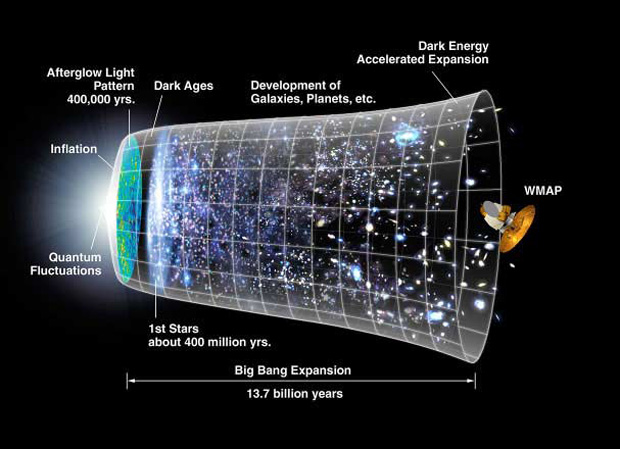 Dark Energy
Accelerated Expansion
Afterglow Light
Pattern
400,000 yrs.
Dark Ages
Development of
Galaxies, Planets, etc.
Inflation
WMAP
Quantum
Fluctuations
1st Stars
about 400 million yrs.
Big Bang Expansion
13.7 billion years